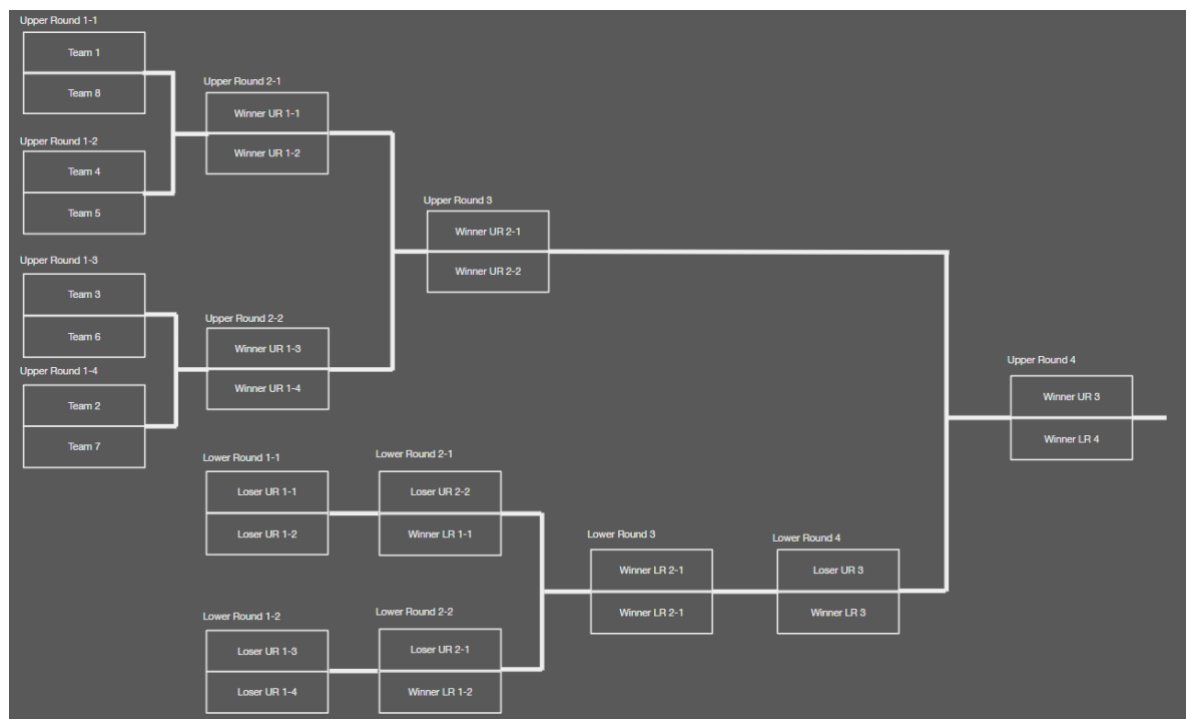 Upper Round 1-1
Team 1
Team 8
Upper Round 1-2
Team 4
Team 5
Upper Round 1-3
Team 3
Team 6
Upper Round 1-4
Team 2
Team 7
Upper Round 2-1
Winner UR 1-1
Winner UR 1-2
Upper Round 2-2
Winner UR 1-3
Winner UR 1-4
Upper Round 3
Winner UR 2-1
Winner UR 2-2
Upper Round 4
Winner UR 3
Winner LR 4
Lower Round 1-1
Loser UR 1-1
Loser UR 1-2
Lower Round 1-2
Loser UR 1-3
Loser UR 1-4
Lower Round 2-1
Loser UR 2-2
Winner LR 1-1
Lower Round 2-2
Loser UR 2-1
Winner LR 1-2
Lower Round 3
Winner LR 2-1
Winner LR 2-1
Lower Round 4
Loser UR 3
Winner LR 3